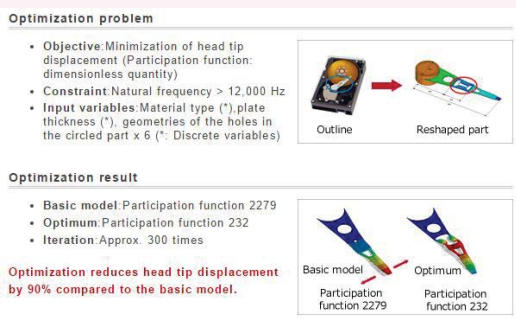 Optimization problem
• Objective:Minimization of head tip
displacement (Participation function:
dimensionless quantity)
• Constraint:Natural frequency > 12,000 Hz
• Input variables:Material type (*),plate
thickness (*), geometries of the holes in
the circled part x 6 (*: Discrete variables)
Outline
Reshaped part
Optimization result
• Basic model:Participation function 2279
• Optimum:Participation function 232
• Iteration:Approx. 300 times
Optimization reduces head tip displacement
by 90% compared to the basic model.
Basic model
Optimum
Participation
function 2279
Participation
function 232